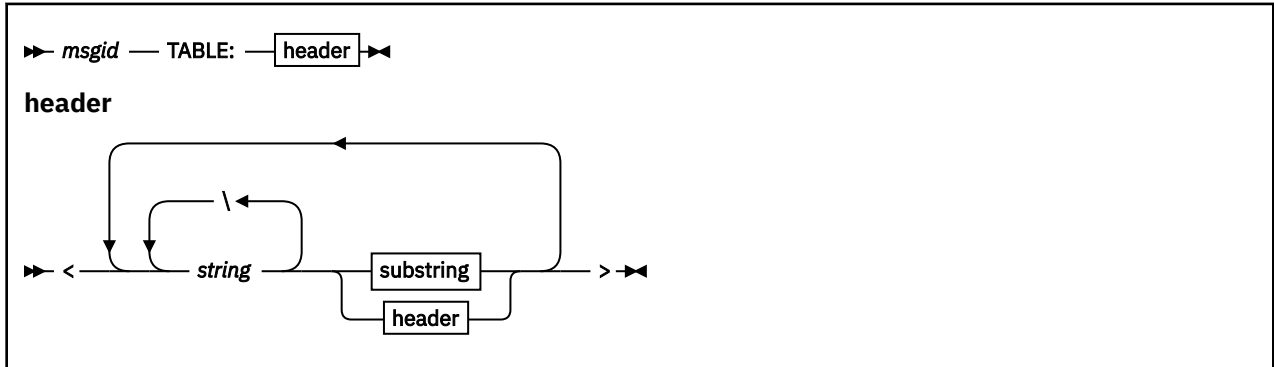 msgid TABLE: header
header
\
< string substring >
header